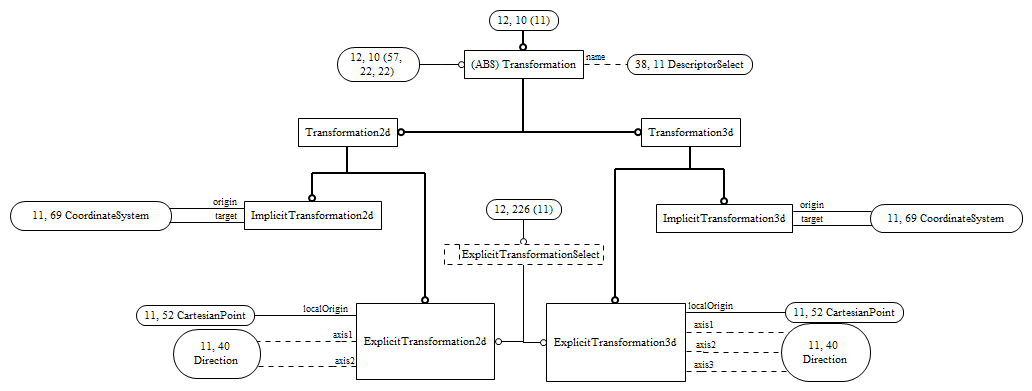 12, 10 (11)
12, 10 (57,
22, 22)
(ABS) Transformation
name
38, 11 DescriptorSelect
Transformation2d
Transformation3d
11, 69 CoordinateSystem
origin
target
ImplicitTransformation2d
12, 226 (11)
ImplicitTransformation3d
origin
target
11, 69 CoordinateSystem
ExplicitTransformationSelect
11, 52 CartesianPoint
localOrigin
11, 40
Direction
axis1
axis2
ExplicitTransformation2d
ExplicitTransformation3d
localOrigin
axis1
axis2
axis3
11, 52 CartesianPoint
11, 40
Direction